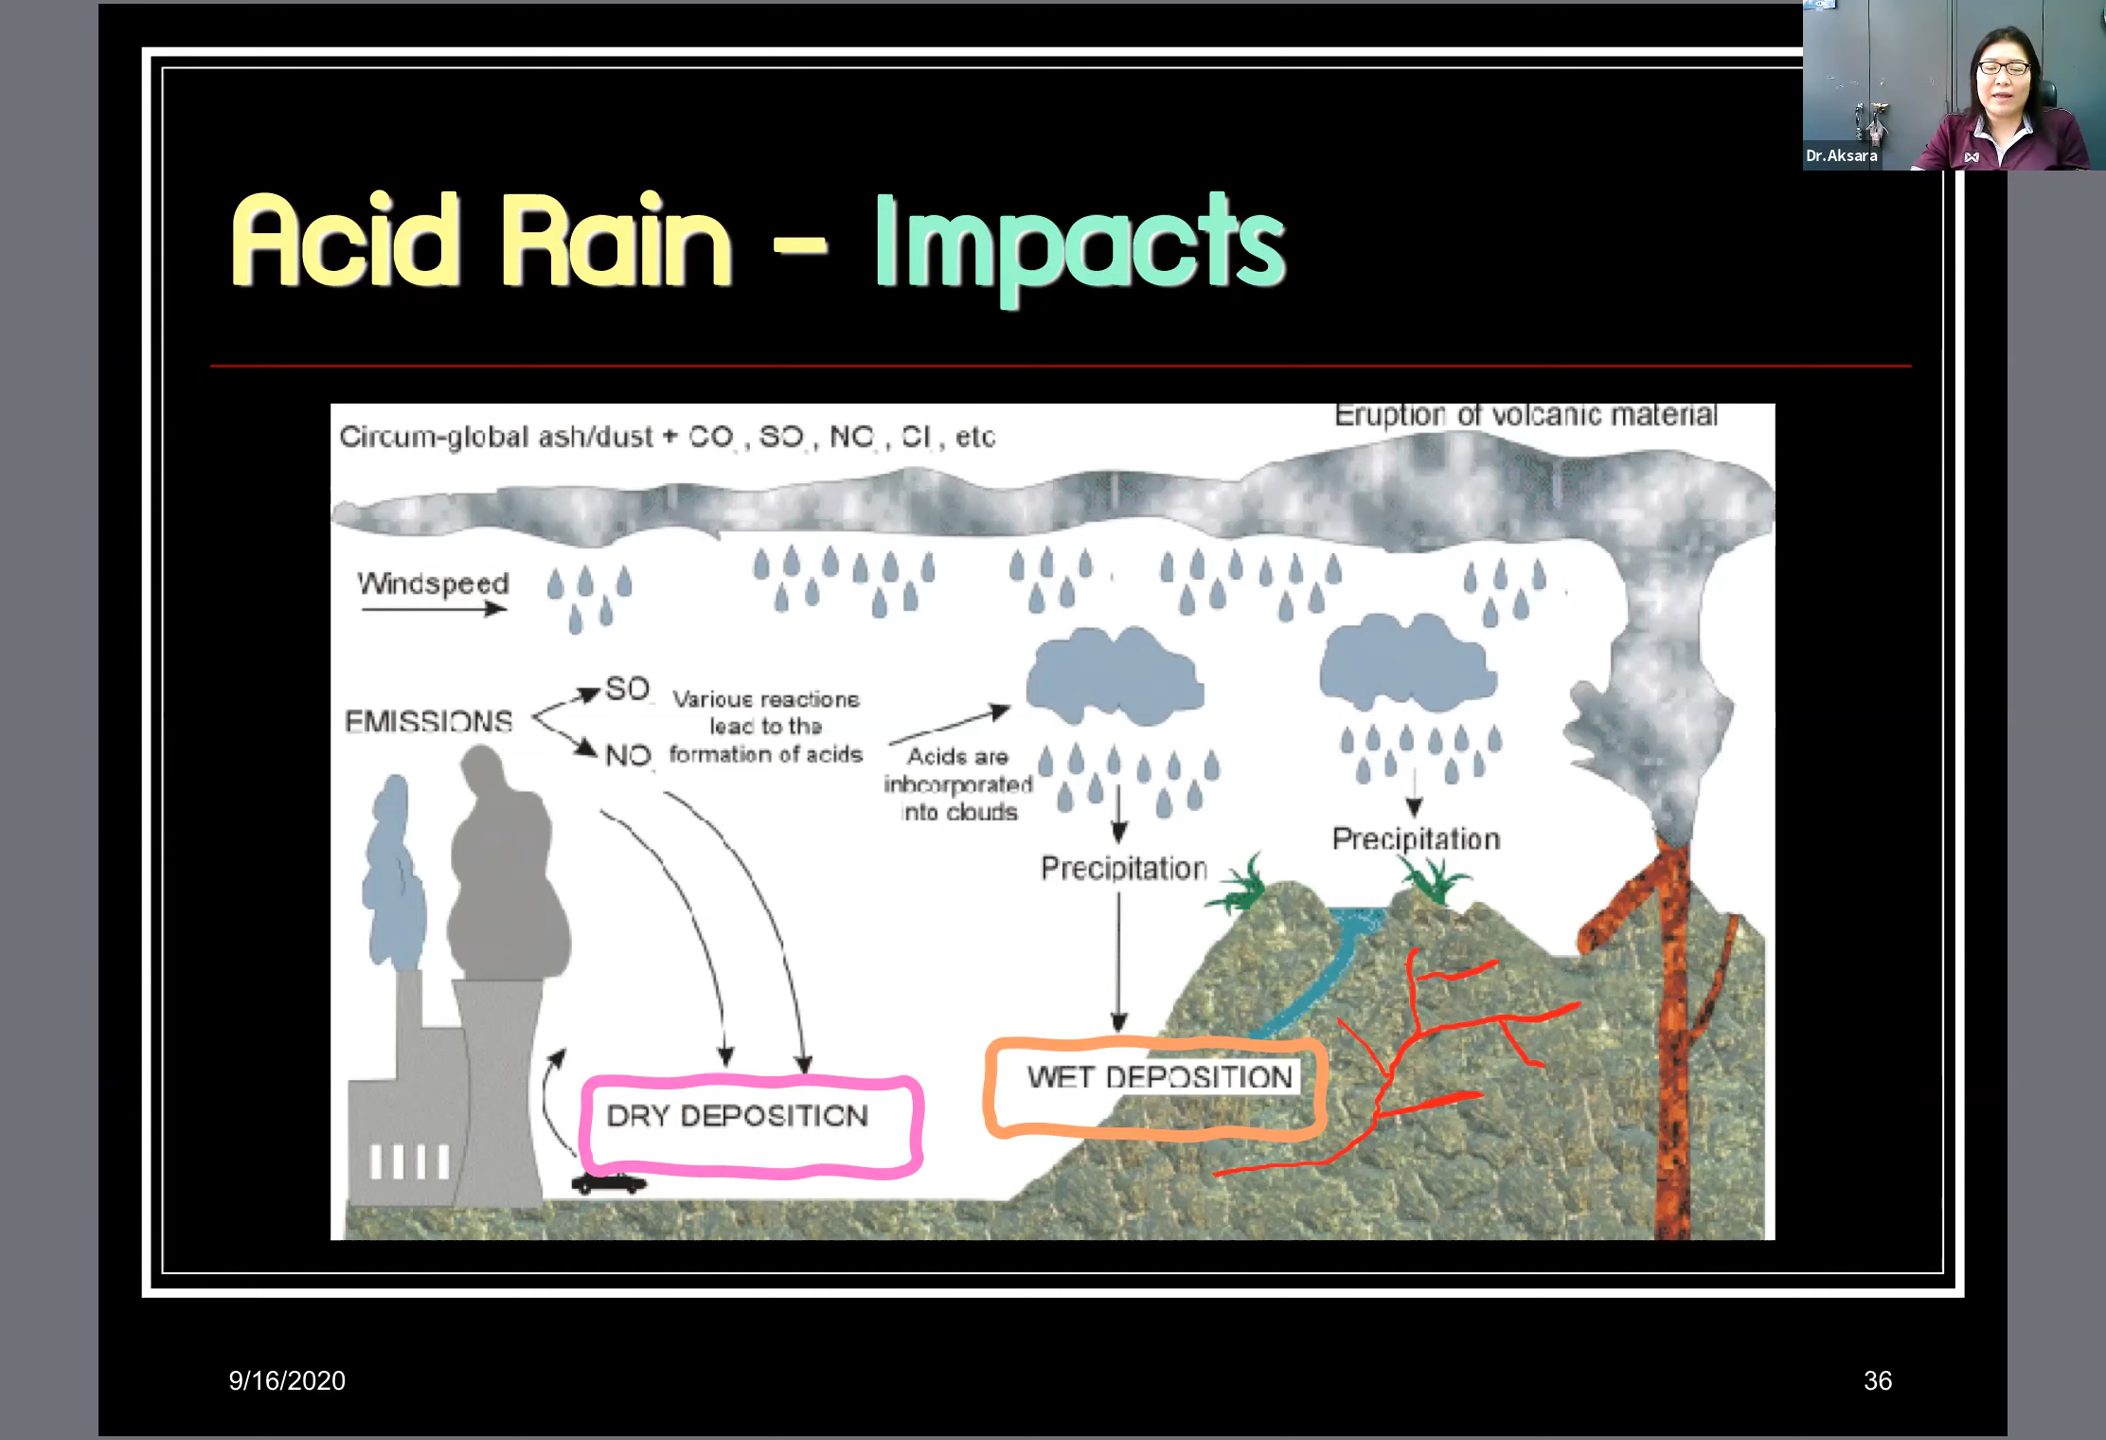 Dr.Aksara
Acid Rain - Impacts
Circum-global ash/dust + CO , SO , NO , Cl , etc
Eruption of volcanic material
Windspeed
EMISSIONS
SO
NO
Various reactions
lead to the
formation of acids
Acids are
inbcorporated
into clouds
Precipitation
Precipitation
DRY DEPOSITION
WET DEPOSITION
9/16/2020
36